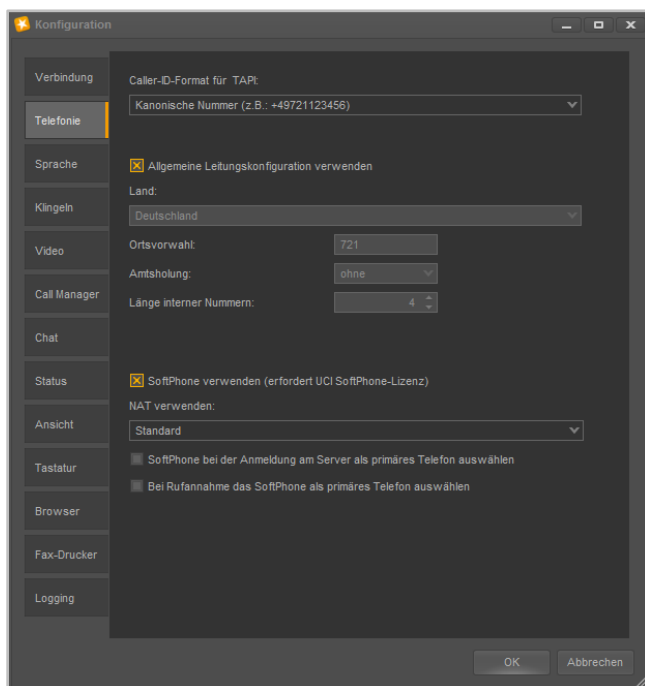 Konfiguration
Verbindung
Telefonie
Sprache
Klingeln
Video
Call Manager
Chat
Status
Ansicht
Tastatur
Browser
Fax-Drucker
Logging
Caller-ID-Format für TAPI:
Kanonische Nummer (z.B.: +49721123456)
Allgemeine Leitungskonfiguration verwenden
Land:
Deutschland
Ortsvorwahl: 721
Amtsholung: ohne
Länge interner Nummern: 4
SoftPhone verwenden (erfordert UCI SoftPhone-Lizenz)
NAT verwenden:
Standard
SoftPhone bei der Anmeldung am Server als primäres Telefon auswählen
Bei Rufannahme das SoftPhone als primäres Telefon auswählen
OK Abbrechen